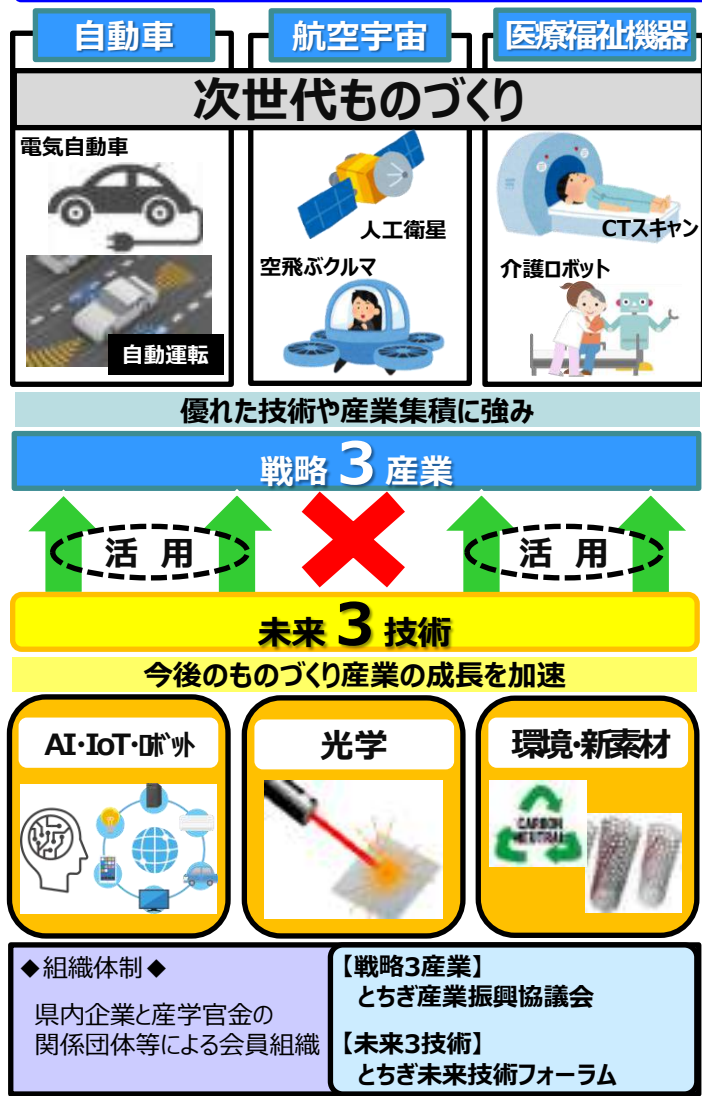 自動車
航空宇宙
医療福祉機器
次世代ものづくり
電気自動車
自動運転
人工衛星
空飛ぶクルマ
CTスキャン
介護ロボット
優れた技術や産業集積に強み
戦略3産業
活用
活用
未来3技術
今後のものづくり産業の成長を加速
AI・IoT・ロボット
光学
環境・新素材
CARBON
NEUTRAL
◆組織体制◆
県内企業と産学官金の
関係団体等による会員組織
【戦略3産業】
とちぎ産業振興協議会
【未来3技術】
とちぎ未来技術フォーラム